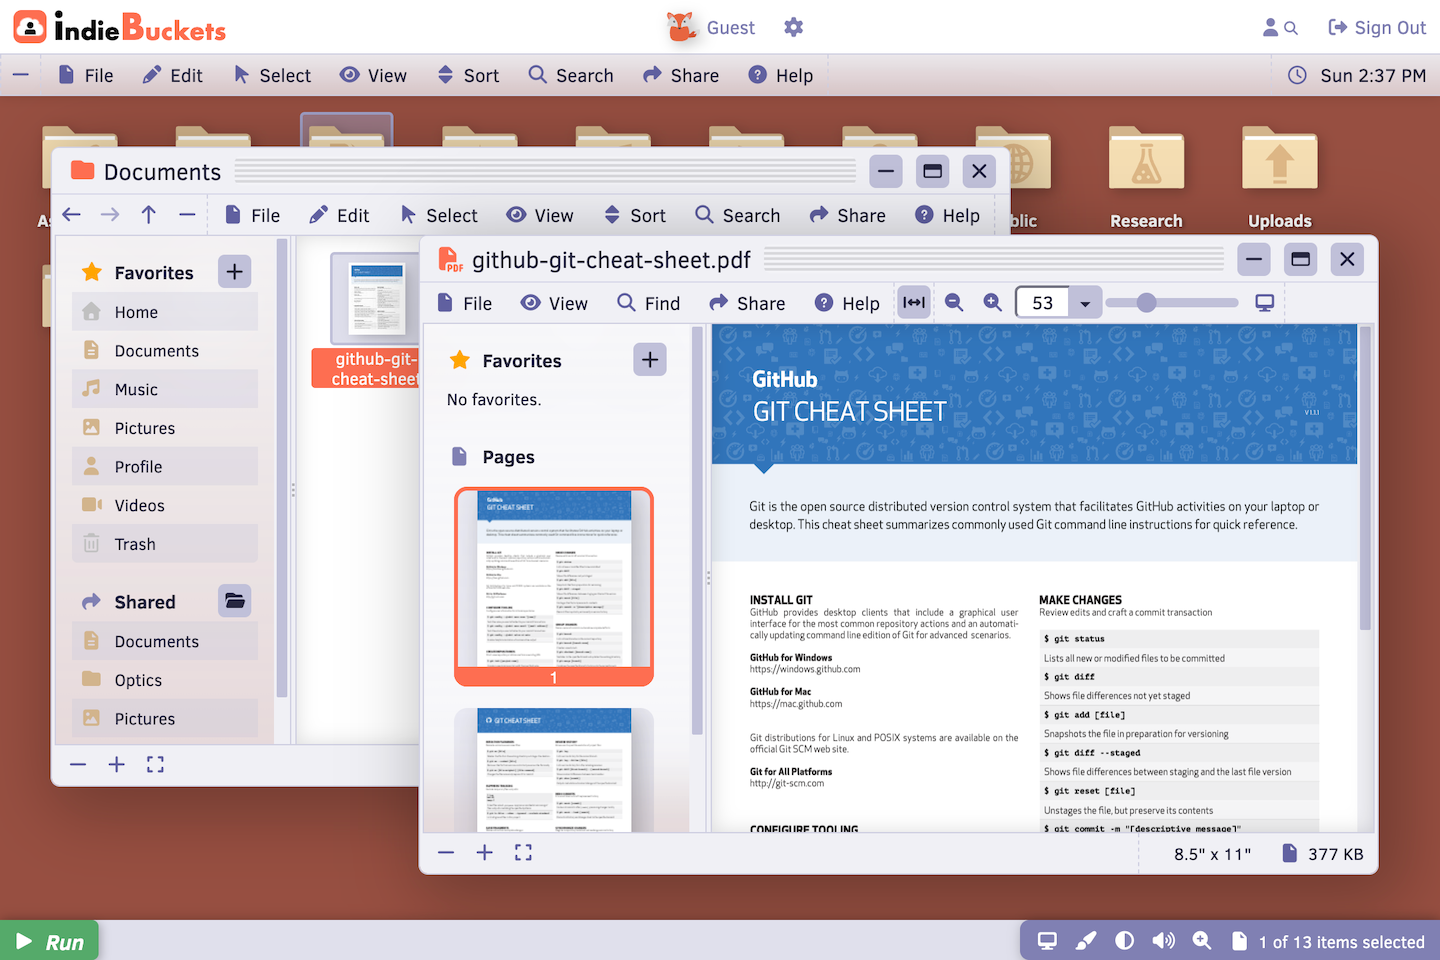 indieBuckets
Guest
Sign Out
File
Edit
Select
View
Sort
Search
Share
Help
Sun 2:37 PM
As
blic
Research
Uploads
Documents
File
Edit
Select
View
Sort
Search
Share
Help
Favorites
Home
Documents
Music
Pictures
Profile
Videos
Trash
Shared
Documents
Optics
Pictures
github-git-
cheat-sheet
github-git-cheat-sheet.pdf
File
View
Find
Share
Help
53
Favorites
No favorites.
Pages
GitHub
GIT CHEAT SHEET
1
GIT CHEAT SHEET
GitHub
GIT CHEAT SHEET
V 1.1.1
Git is the open source distributed version control system that facilitates GitHub activities on your laptop or
desktop. This cheat sheet summarizes commonly used Git command line instructions for quick reference.
INSTALL GIT
GitHub provides desktop clients that include a graphical user
interface for the most common repository actions and an automati-
cally updating command line edition of Git for advanced scenarios.
GitHub for Windows
https://windows.github.com
GitHub for Mac
https://mac.github.com
Git distributions for Linux and POSIX systems are available on the
official Git SCM web site.
Git for All Platforms
http://git-scm.com
CONFIGURE TOOLING
MAKE CHANGES
Review edits and craft a commit transaction
$ git status
Lists all new or modified files to be committed
$ git diff
Shows file differences not yet staged
$ git add [file]
Snapshots the file in preparation for versioning
$ git diff --staged
Shows file differences between staging and the last file version
$ git reset [file]
Unstages the file, but preserve its contents
$ git commit -m "[descriptive message]"
8.5" x 11"
377 KB
Run
1 of 13 items selected